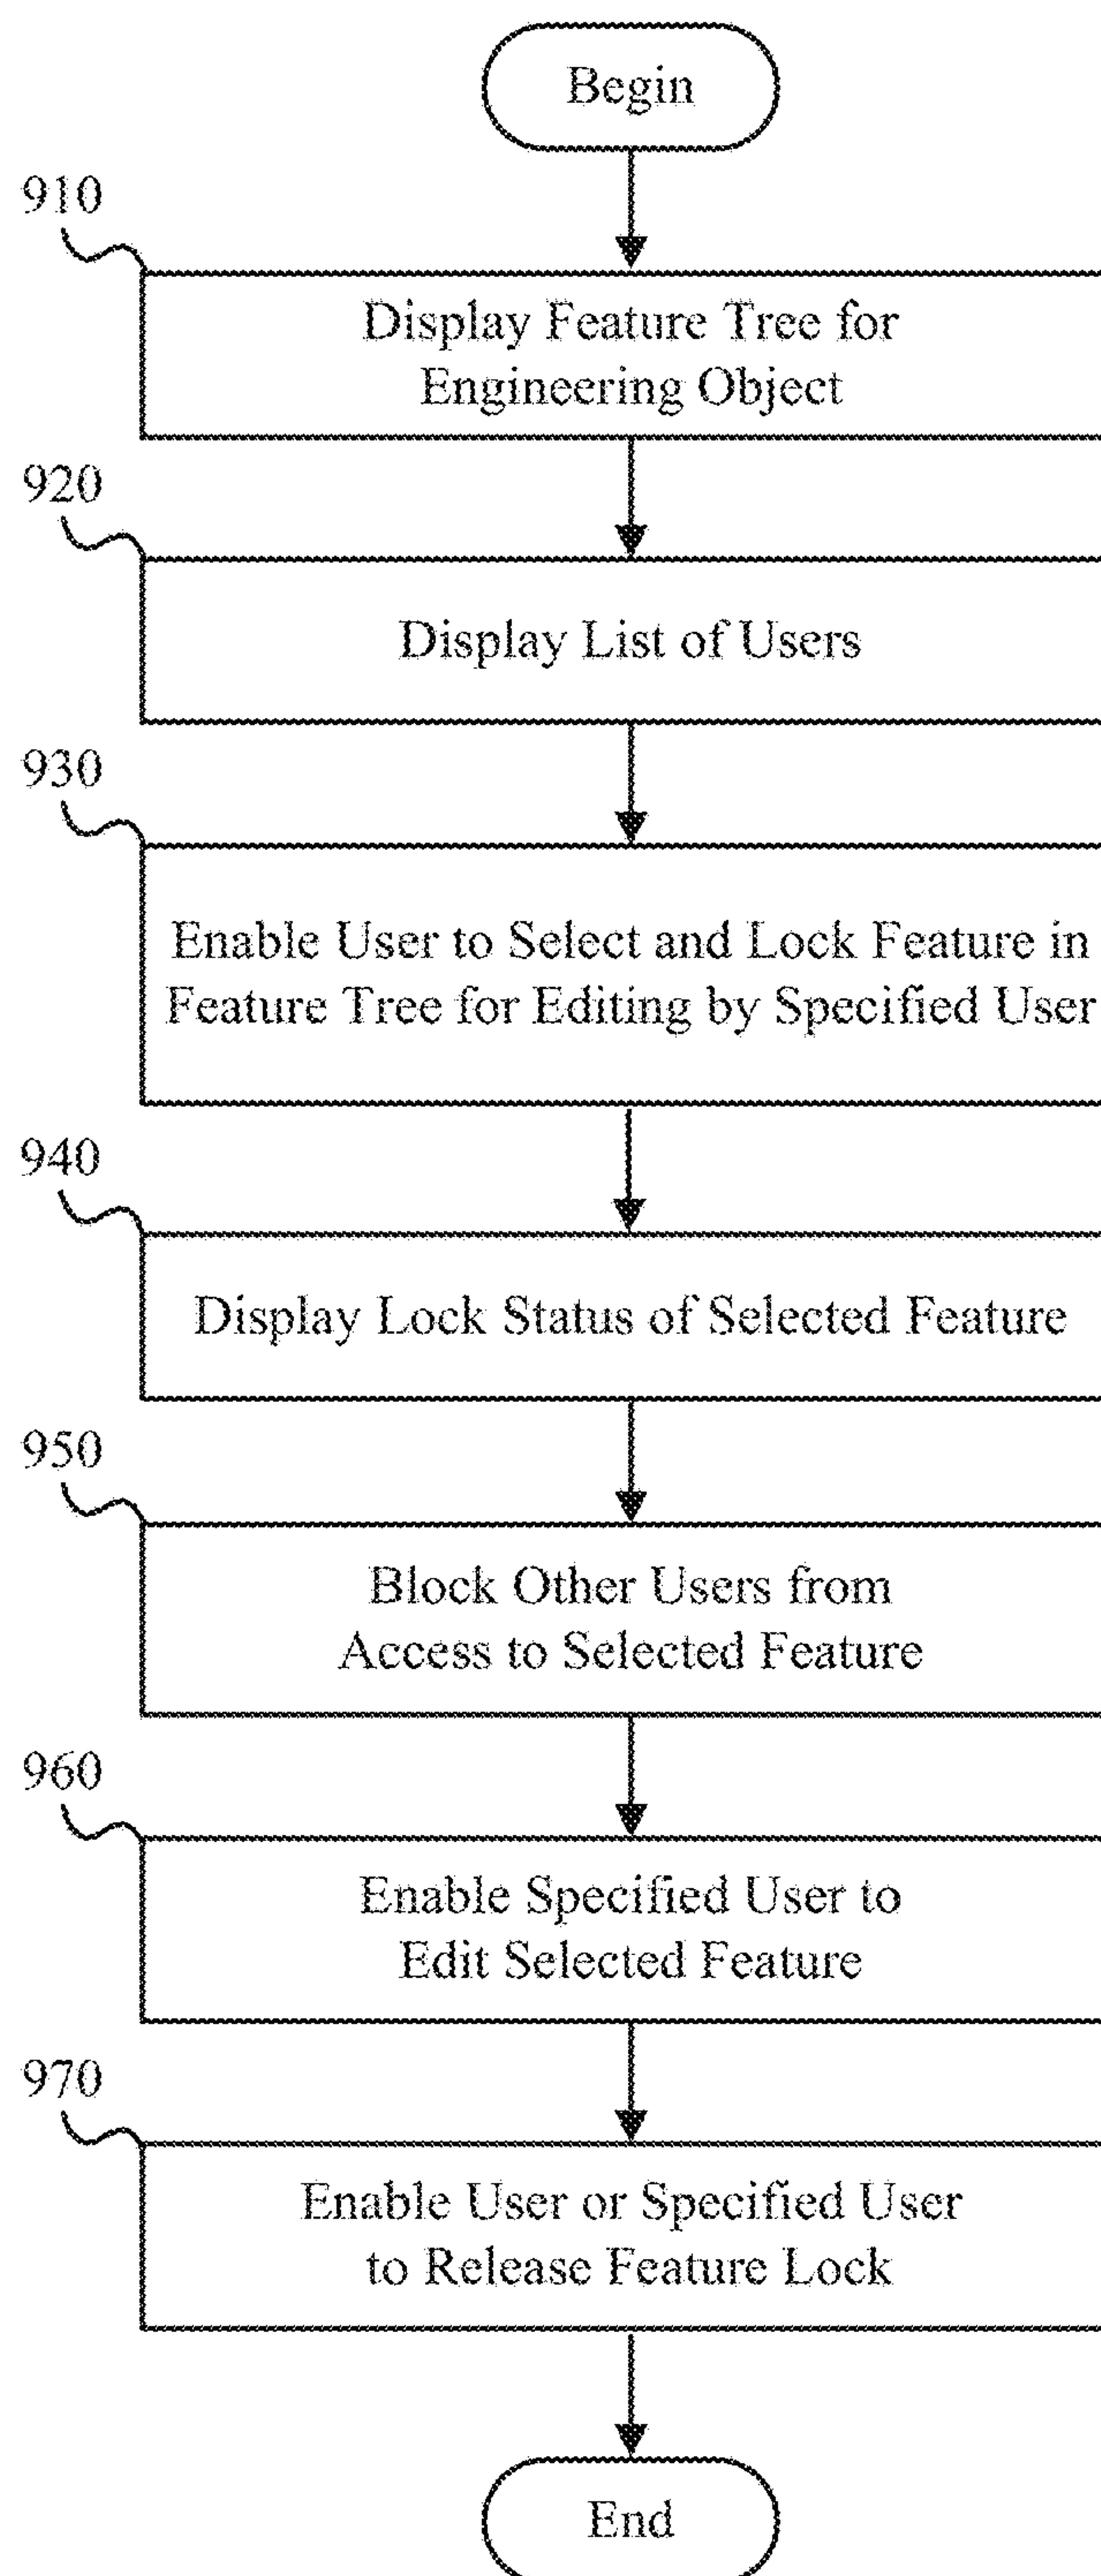 Begin
910
Display Feature Tree for
Engineering Object
920
Display List of Users
930
Enable User to Select and Lock Feature in
Feature Tree for Editing by Specified User
940
Display Lock Status of Selected Feature
950
Block Other Users from
Access to Selected Feature
960
Enable Specified User to
Edit Selected Feature
970
Enable User or Specified User
to Release Feature Lock
End